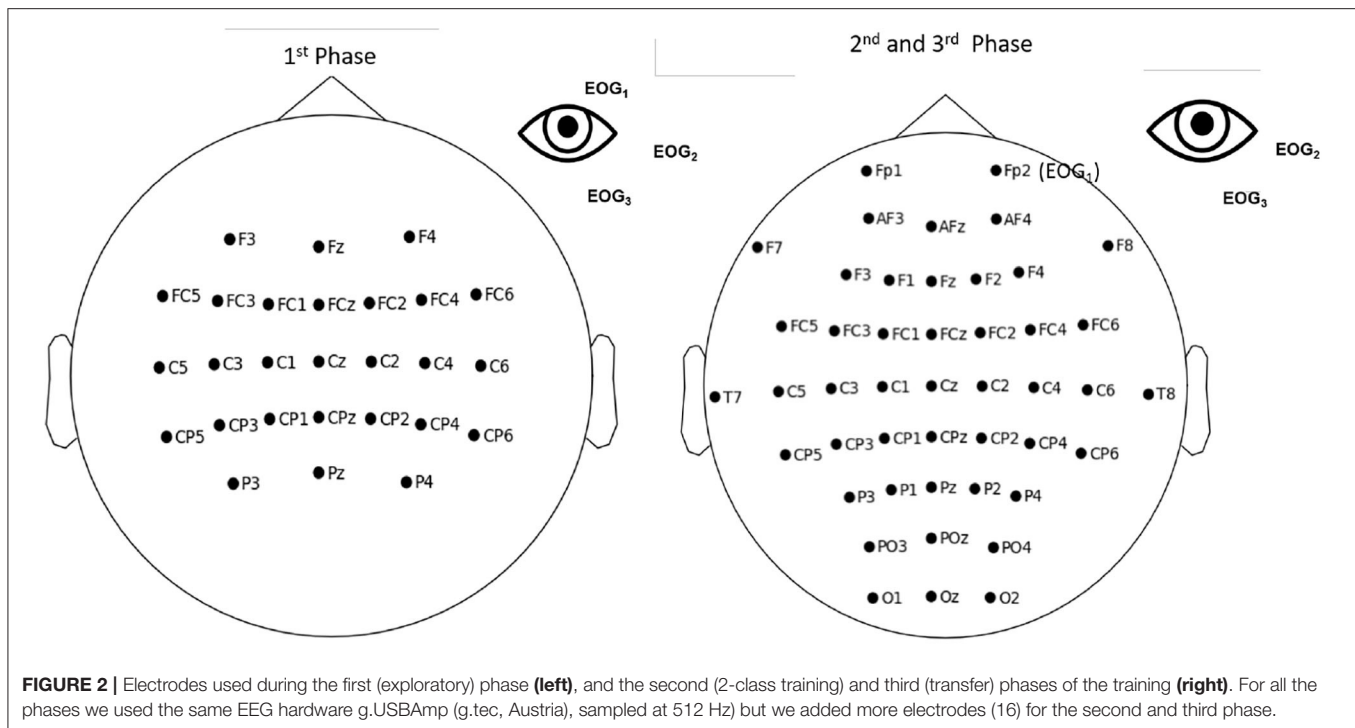 1st Phase
EOG1
EOG2
EOG3
F3 Fz F4
FC5 FC3 FC1 FCz FC2 FC4 FC6
C5 C3 C1 Cz C2 C4 C6
CP5 CP3 CP1 CPz CP2 CP4 CP6
P3 Pz P4
2nd and 3rd Phase
EOG2
EOG3
Fp1 Fp2 (EOG1)
AF3 AFz AF4
F7 F8
F3 F1 Fz F2 F4
FC5 FC3 FC1 FCz FC2 FC4 FC6
T7 C5 C3 C1 Cz C2 C4 C6 T8
CP5 CP3 CP1 CPz CP2 CP4 CP6
P3 P1 Pz P2 P4
PO3 POz PO4
O1 Oz O2
FIGURE 2 | Electrodes used during the first (exploratory) phase (left), and the second (2-class training) and third (transfer) phases of the training (right). For all the
phases we used the same EEG hardware g.USBAmp (g.tec, Austria), sampled at 512 Hz) but we added more electrodes (16) for the second and third phase.